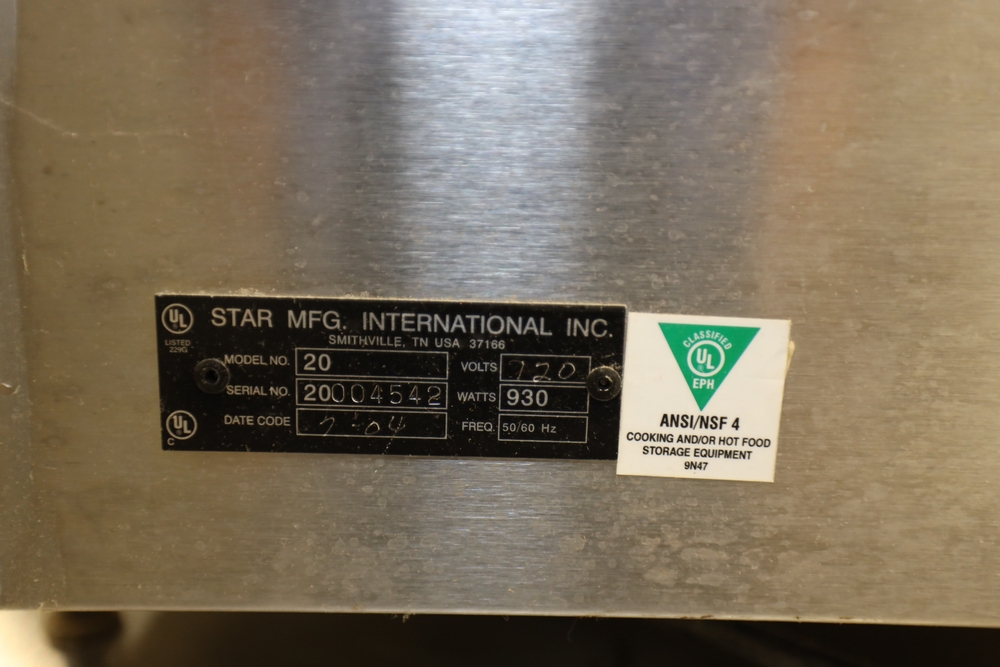 UL
LISTED
229G
STAR MFG. INTERNATIONAL INC.
SMITHVILLE, TN USA 37166
MODEL NO. 20
VOLTS 120
SERIAL NO. 20004542
WATTS 930
DATE CODE 7-04
FREQ. 50/60 Hz
UL
C
CLASSIFIED
UL
EPH
ANSI/NSF 4
COOKING AND/OR HOT FOOD
STORAGE EQUIPMENT
9N47